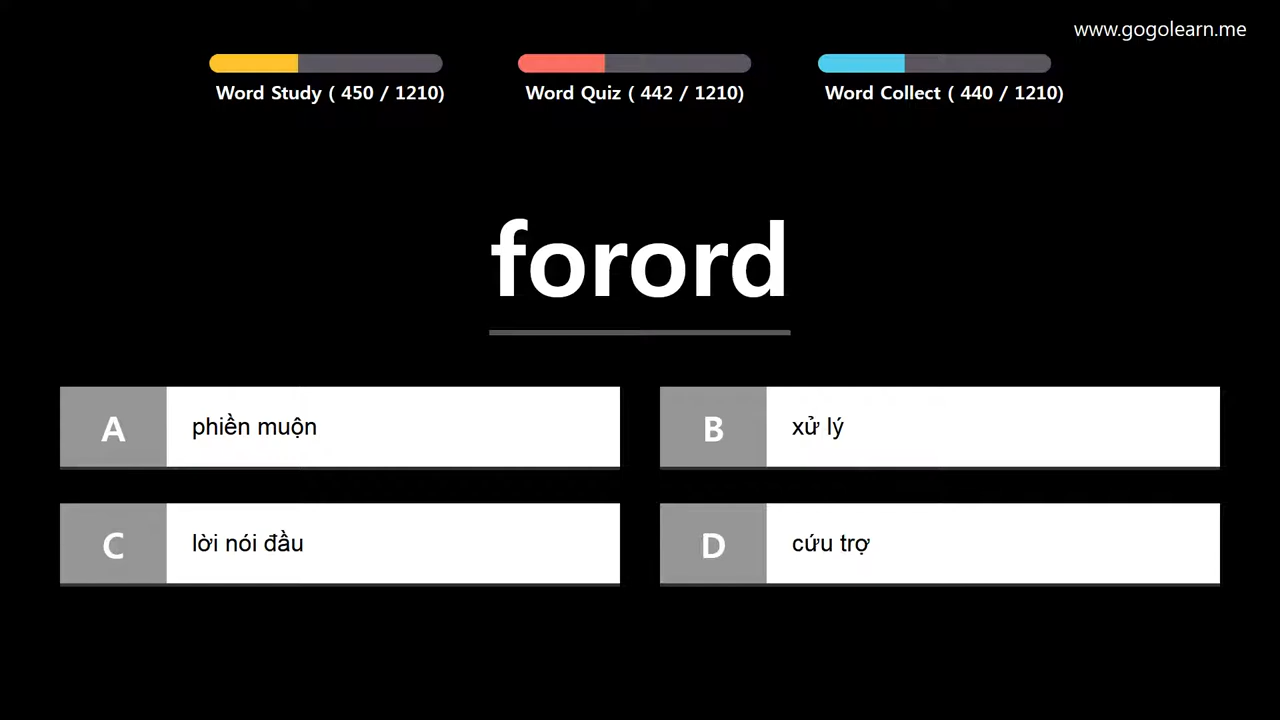 www.gogolearn.me
Word Study ( 450 / 1210)
Word Quiz ( 442 / 1210)
Word Collect ( 440 / 1210)
forord
A phiền muộn
B xử lý
C lời nói đầu
D cứu trợ